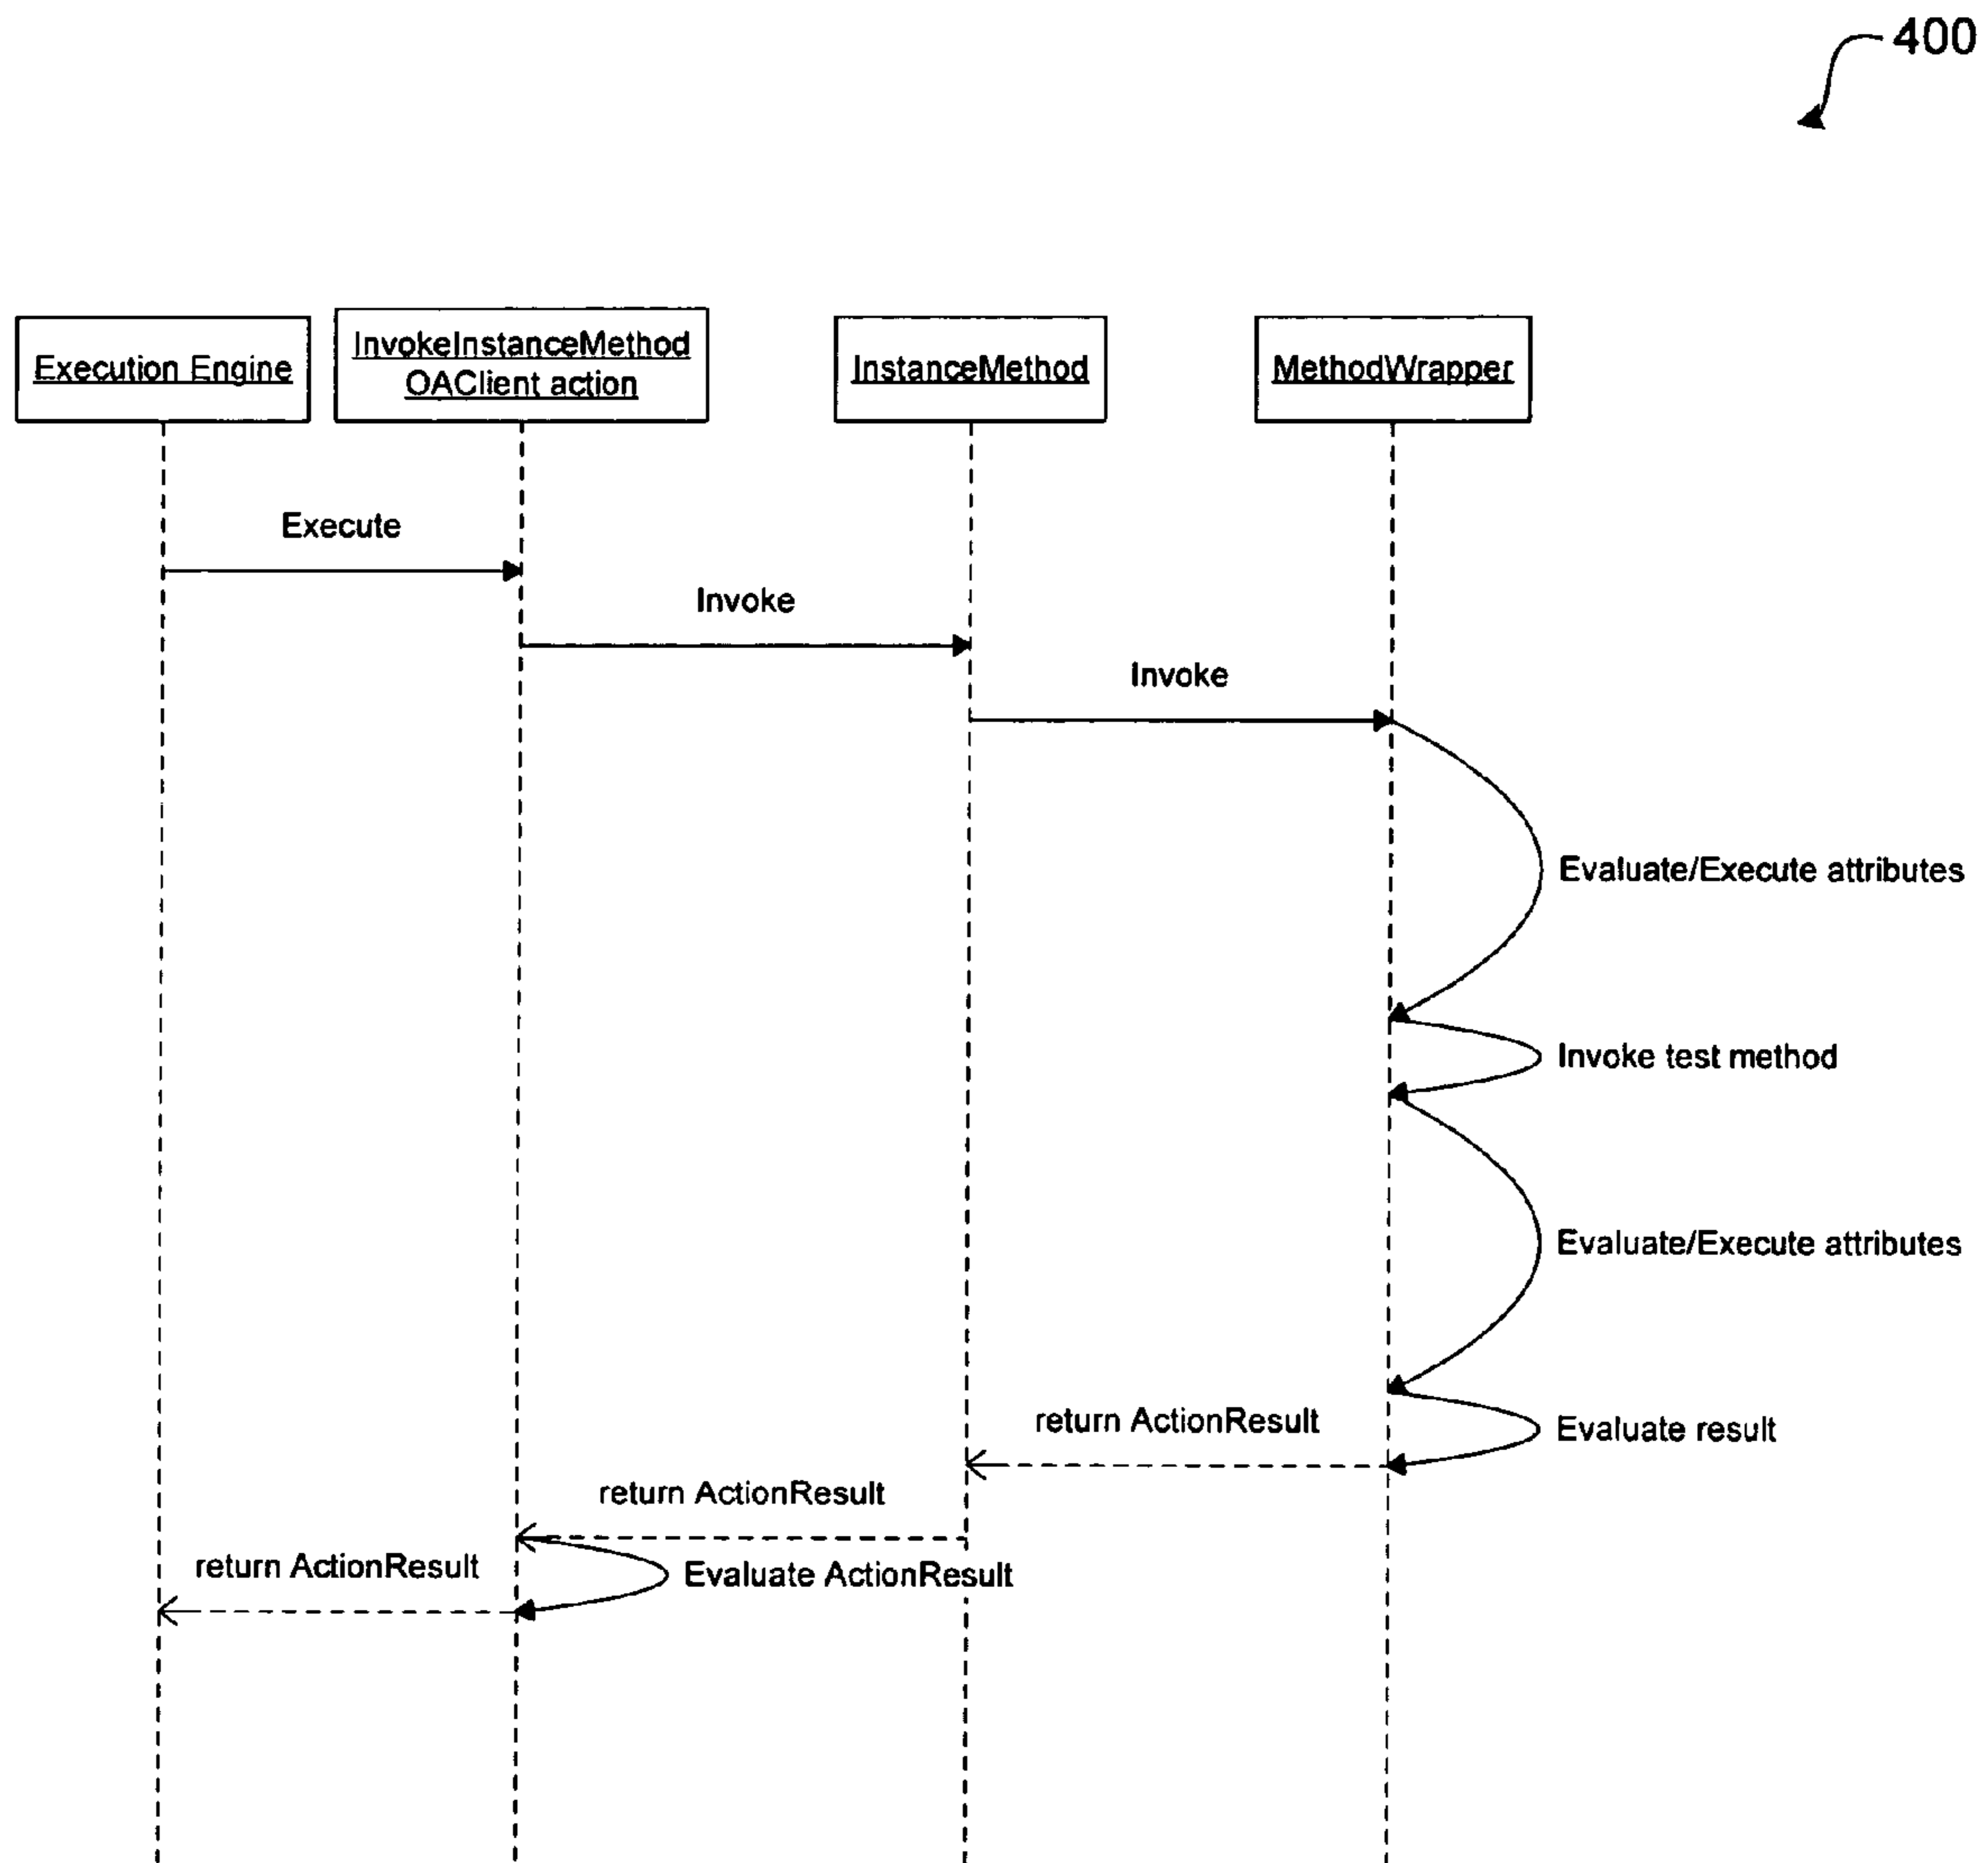 400
Execution Engine
InvokeInstanceMethod
OAClient action
InstanceMethod
MethodWrapper
Execute
Invoke
Invoke
Evaluate/Execute attributes
Invoke test method
Evaluate/Execute attributes
return ActionResult
Evaluate result
return ActionResult
return ActionResult
Evaluate ActionResult